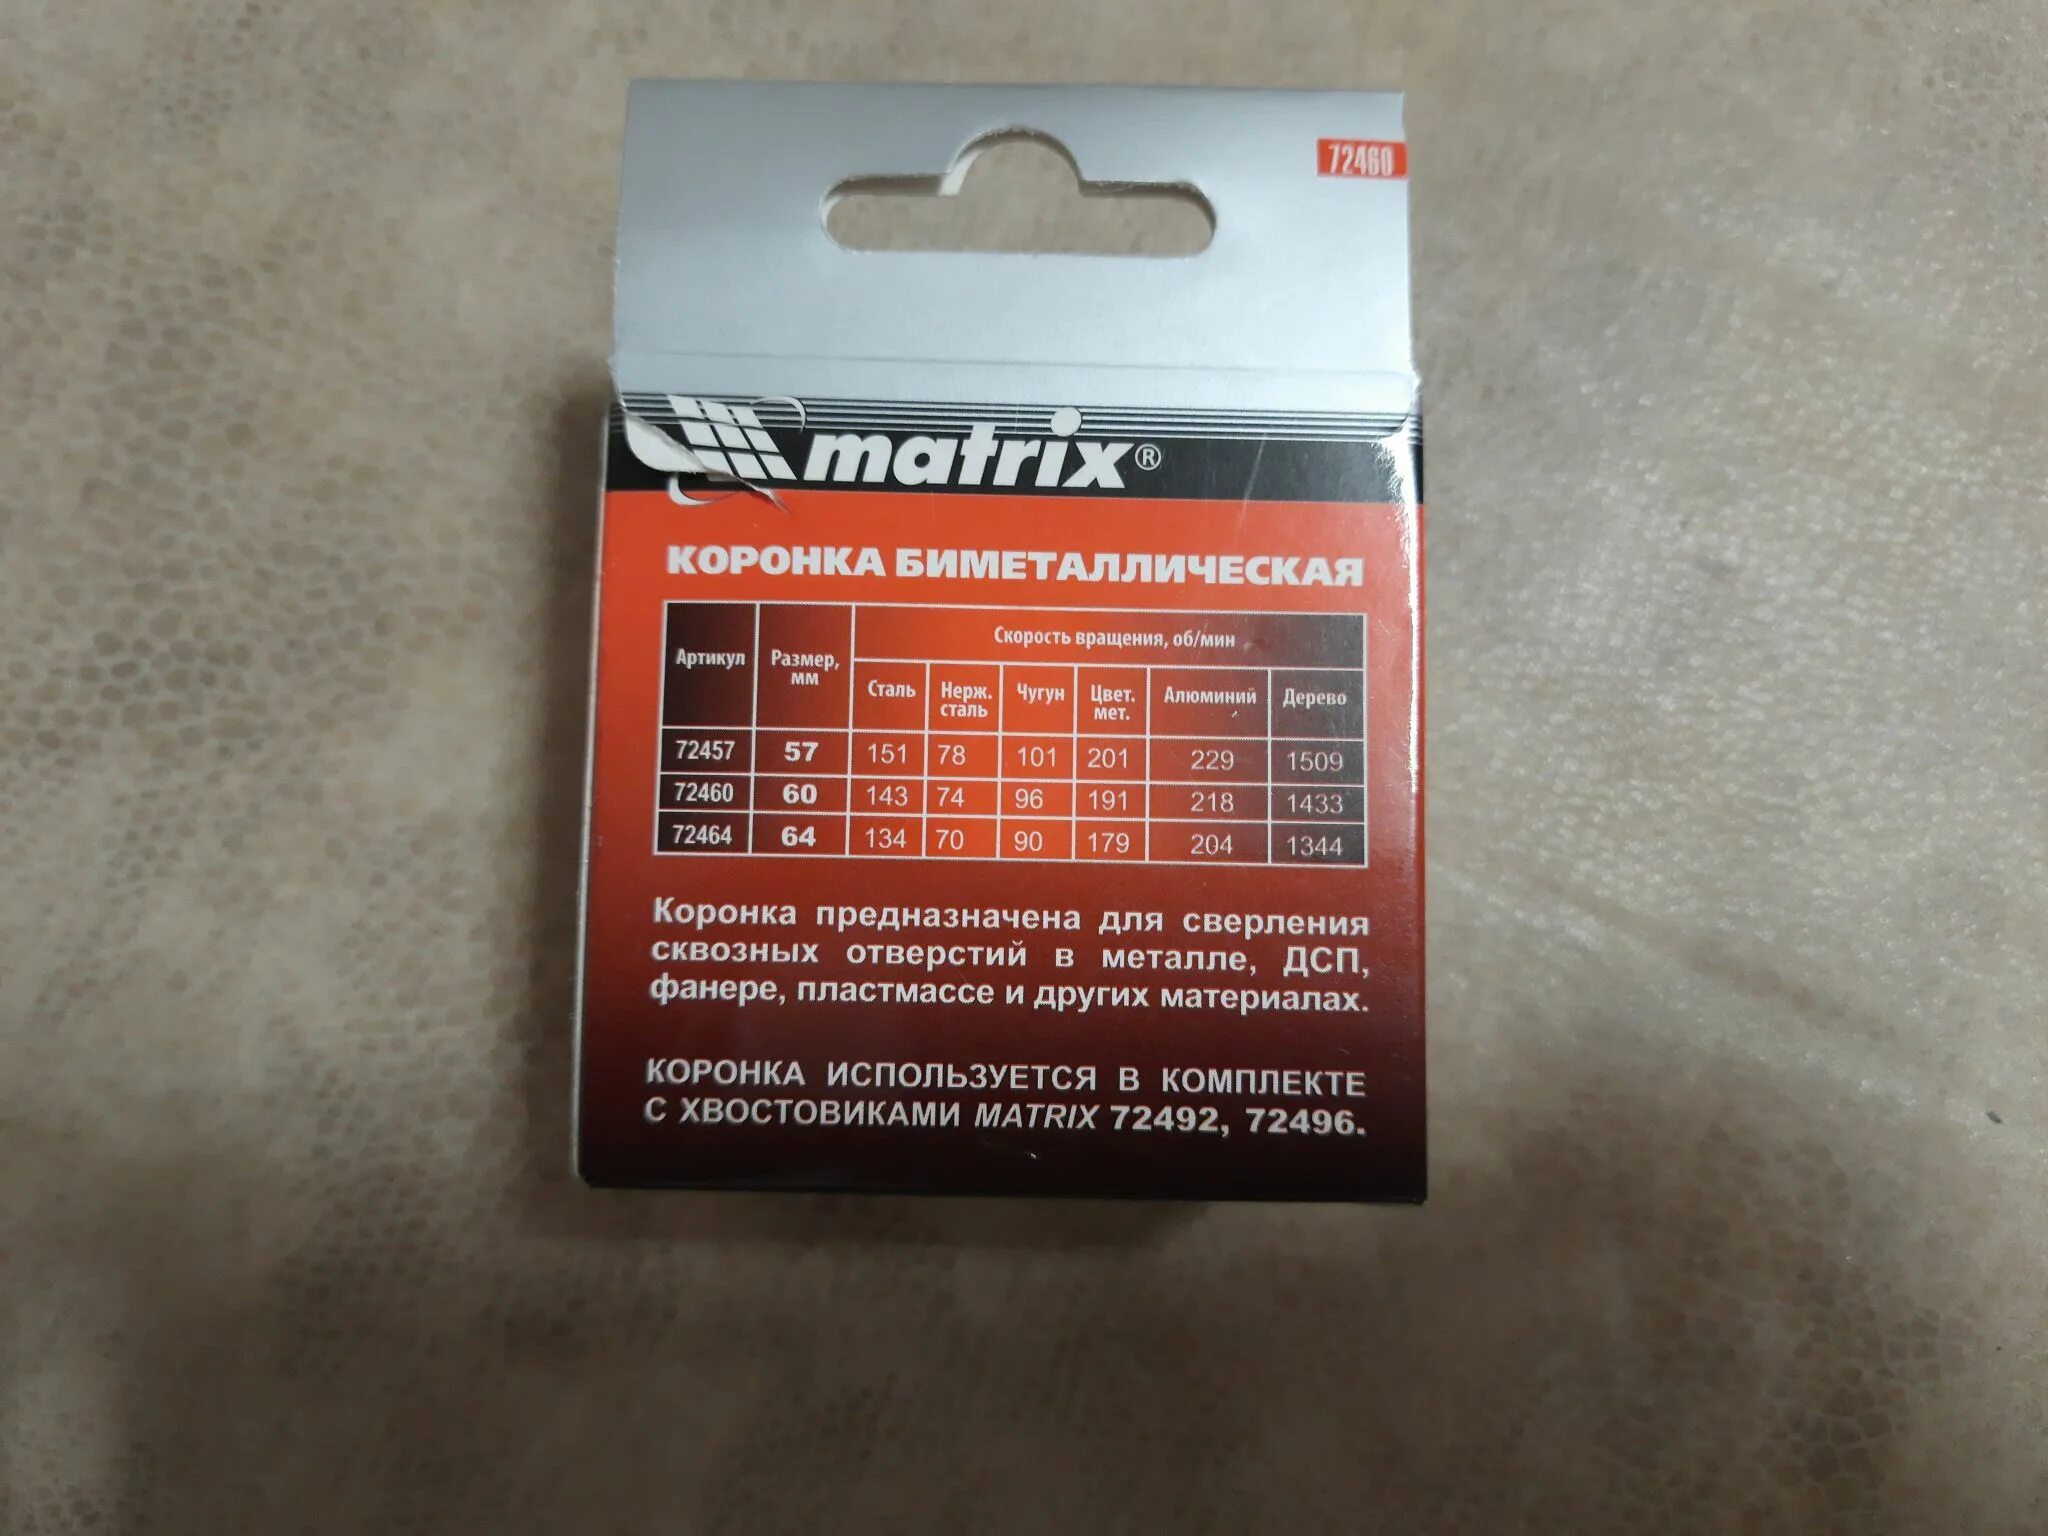 72460
matrix®
КОРОНКА БИМЕТАЛЛИЧЕСКАЯ
Артикул Размер, мм Скорость вращения, об/мин
Сталь Нерж. сталь Чугун Цвет. мет. Алюминий Дерево
72457 57 151 78 101 201 229 1509
72460 60 143 74 96 191 218 1433
72464 64 134 70 90 179 204 1344
Коронка предназначена для сверления
сквозных отверстий в металле, ДСП,
фанере, пластмассе и других материалах.
КОРОНКА ИСПОЛЬЗУЕТСЯ В КОМПЛЕКТЕ
С ХВОСТОВИКАМИ MATRIX 72492, 72496.